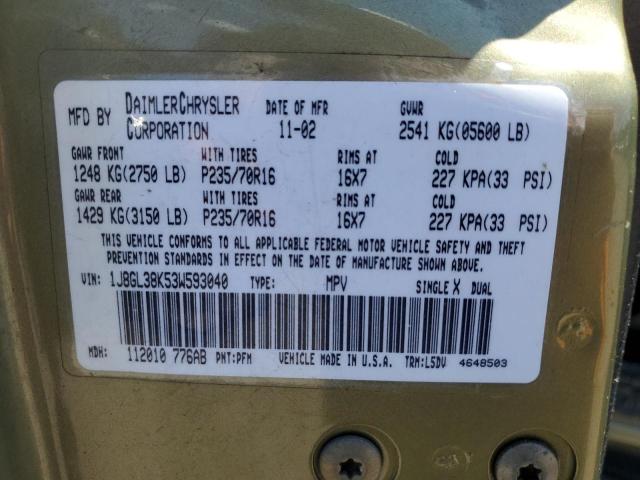 MFD BY DAIMLERCHRYSLER CORPORATION DATE OF MFR 11-02 GVWR 2541 KG(05600 LB)
GAWR FRONT WITH TIRES RIMS AT COLD
1248 KG(2750 LB) P235/70R16 16X7 227 KPA(33 PSI)
GAWR REAR WITH TIRES RIMS AT COLD
1429 KG(3150 LB) P235/70R16 16X7 227 KPA(33 PSI)
THIS VEHICLE CONFORMS TO ALL APPLICABLE FEDERAL MOTOR VEHICLE SAFETY AND THEFT
PREVENTION STANDARDS IN EFFECT ON THE DATE OF MANUFACTURE SHOWN ABOVE.
VIN: 1J8GL38K53W593040 TYPE: MPV SINGLE X DUAL
MDH: 112010 776AB PNT:PFM VEHICLE MADE IN U.S.A. TRM:L5DV 4648503